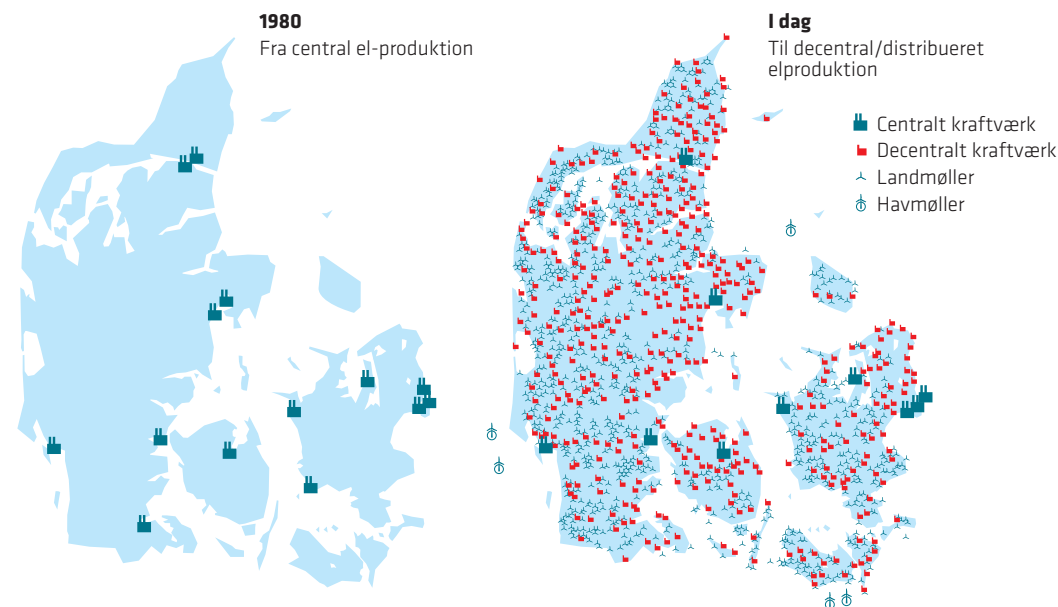 1980
Fra central el-produktion
I dag
Til decentral/distribueret
elproduktion
Centralt kraftværk
Decentralt kraftværk
Landmøller
Havmøller